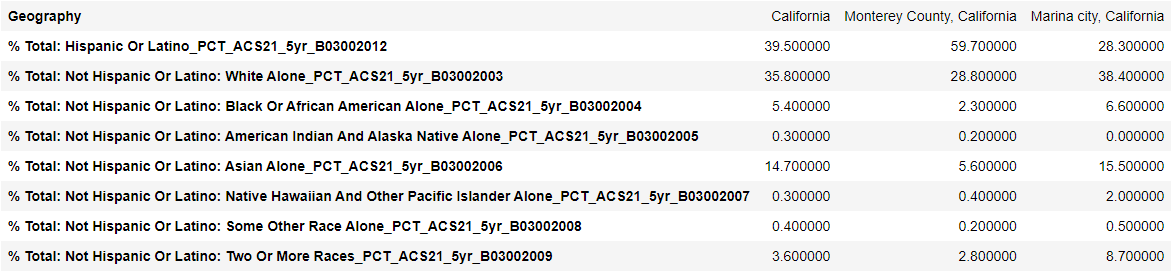 Geography California Monterey County, California Marina city, California
% Total: Hispanic Or Latino_PCT_ACS21_5yr_B03002012 39.500000 59.700000 28.300000
% Total: Not Hispanic Or Latino: White Alone_PCT_ACS21_5yr_B03002003 35.800000 28.800000 38.400000
% Total: Not Hispanic Or Latino: Black Or African American Alone_PCT_ACS21_5yr_B03002004 5.400000 2.300000 6.600000
% Total: Not Hispanic Or Latino: American Indian And Alaska Native Alone_PCT_ACS21_5yr_B03002005 0.300000 0.200000 0.000000
% Total: Not Hispanic Or Latino: Asian Alone_PCT_ACS21_5yr_B03002006 14.700000 5.600000 15.500000
% Total: Not Hispanic Or Latino: Native Hawaiian And Other Pacific Islander Alone_PCT_ACS21_5yr_B03002007 0.300000 0.400000 2.000000
% Total: Not Hispanic Or Latino: Some Other Race Alone_PCT_ACS21_5yr_B03002008 0.400000 0.200000 0.500000
% Total: Not Hispanic Or Latino: Two Or More Races_PCT_ACS21_5yr_B03002009 3.600000 2.800000 8.700000